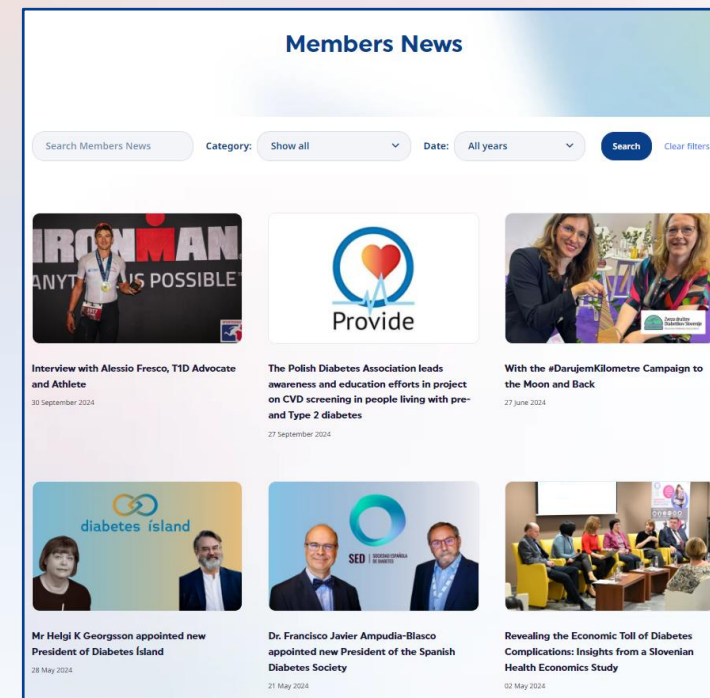 Members News
Search Members News
Category:
Show all
Date:
All years
Search
Clear filters
IRONMAN
ANYT IS POSSIBLE
Provide
Interview with Alessio Fresco, T1D Advocate
and Athlete
30 September 2024
The Polish Diabetes Association leads
awareness and education efforts in project
on CVD screening in people living with pre-
and Type 2 diabetes
27 September 2024
With the #DarujemKilometre Campaign to
the Moon and Back
27 June 2024
diabetes ísland
SED
SOCIEDAD ESPAÑOLA
DE DIABETES
Mr Helgi K Georgsson appointed new
President of Diabetes Ísland
28 May 2024
Dr. Francisco Javier Ampudia-Blasco
appointed new President of the Spanish
Diabetes Society
21 May 2024
Revealing the Economic Toll of Diabetes
Complications: Insights from a Slovenian
Health Economics Study
02 May 2024